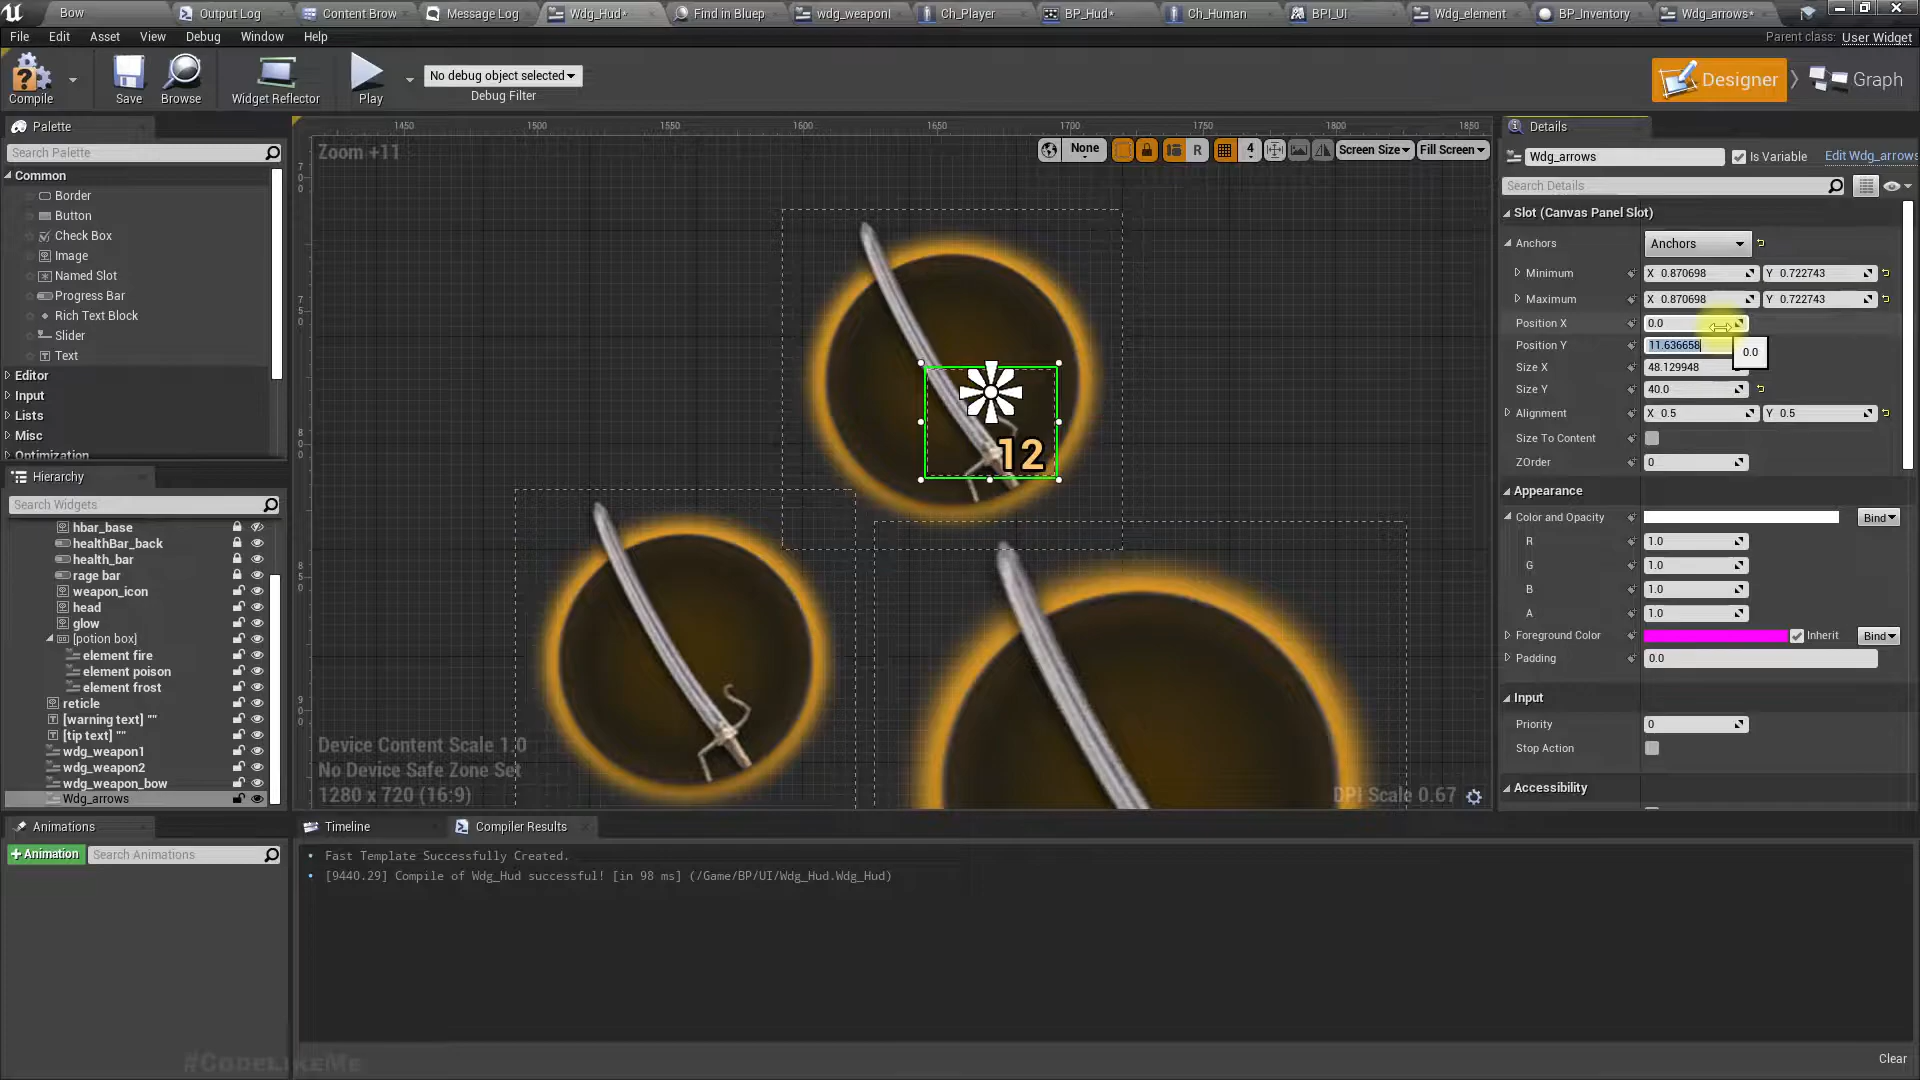 Bow
Output Log
Content Brow
Message Log
Wdg_Hud*
Find in Bluep
wdg_weaponI
Ch_Player
BP_Hud*
Ch_Human
BPI_UI
Wdg_element
BP_Inventory
Wdg_arrows*
File Edit Asset View Debug Window Help
Parent class: User Widget
Compile
Save
Browse
Widget Reflector
Play
No debug object selected
Debug Filter
Designer
Graph
Palette
Search Palette
Common
Border
Button
Check Box
Image
Named Slot
Progress Bar
Rich Text Block
Slider
Text
Editor
Input
Lists
Misc
Optimization
Hierarchy
Search Widgets
hbar_base
healthBar_back
health_bar
rage bar
weapon_icon
head
glow
[potion box]
element fire
element poison
element frost
reticle
[warning text] ""
[tip text] ""
wdg_weapon1
wdg_weapon2
wdg_weapon_bow
Wdg_arrows
Animations
+Animation
Search Animations
1450 1500 1550 1600 1650 1700 1750 1800 1850
Zoom +11
None
R
4
Screen Size
Fill Screen
12
Device Content Scale 1.0
No Device Safe Zone Set
1280 x 720 (16:9)
DPI Scale 0.67
Timeline
Compiler Results
Fast Template Successfully Created.
[9440.29] Compile of Wdg_Hud successful! [in 98 ms] (/Game/BP/UI/Wdg_Hud.Wdg_Hud)
Clear
#CodeLikeMe
Details
Wdg_arrows
Is Variable
Edit Wdg_arrows
Search Details
Slot (Canvas Panel Slot)
Anchors
Anchors
Minimum X 0.870698 Y 0.722743
Maximum X 0.870698 Y 0.722743
Position X 0.0
Position Y 11.636658
0.0
Size X 48.129948
Size Y 40.0
Alignment X 0.5 Y 0.5
Size To Content
ZOrder 0
Appearance
Color and Opacity Bind
R 1.0
G 1.0
B 1.0
A 1.0
Foreground Color Inherit Bind
Padding 0.0
Input
Priority 0
Stop Action
Accessibility